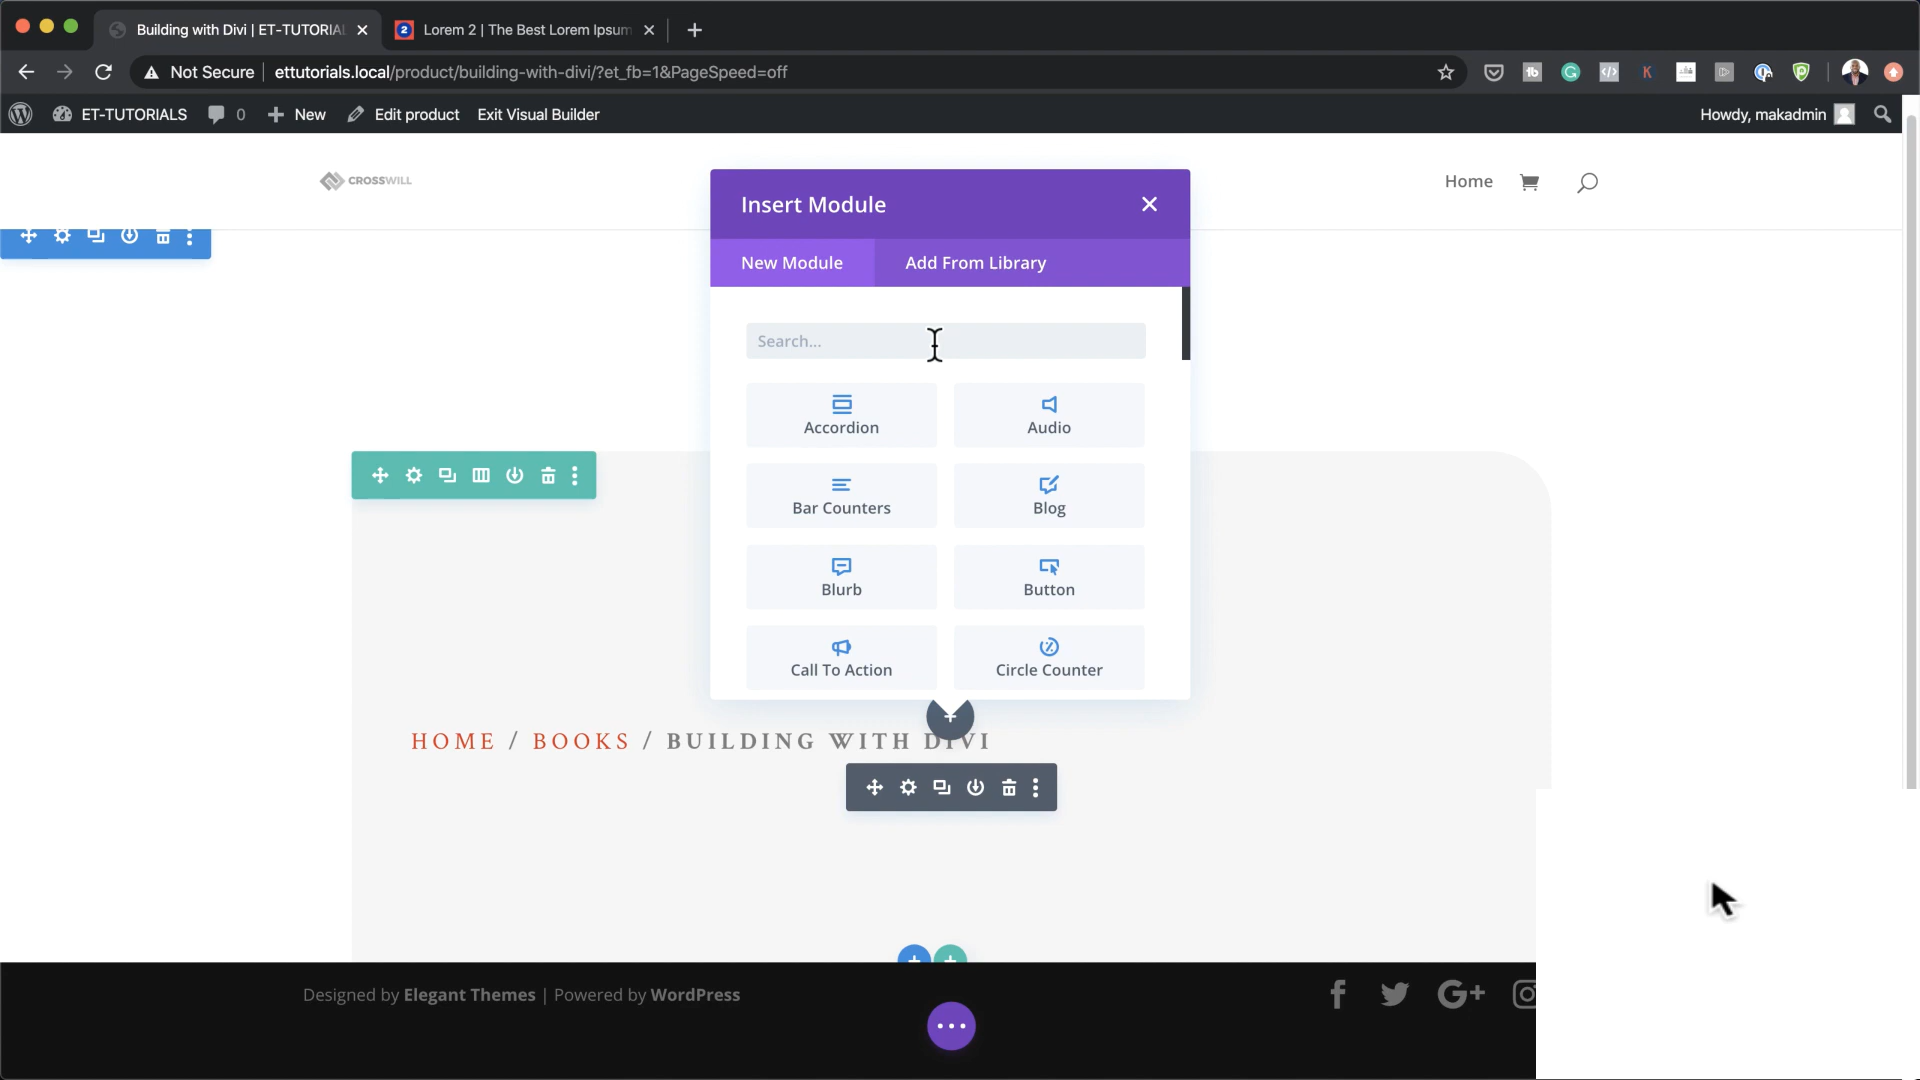 Building with Divi | ET-TUTORIA
2 Lorem 2 | The Best Lorem Ipsum
Not Secure ettutorials.local/product/building-with-divi/?et_fb=1&PageSpeed=off
ET-TUTORIALS 0 New Edit product Exit Visual Builder Howdy, makadmin
CROSSWILL
Home
Insert Module
New Module Add From Library
Search...
Accordion Audio
Bar Counters Blog
Blurb Button
Call To Action Circle Counter
HOME / BOOKS / BUILDING WITH DIVI
Designed by Elegant Themes | Powered by WordPress